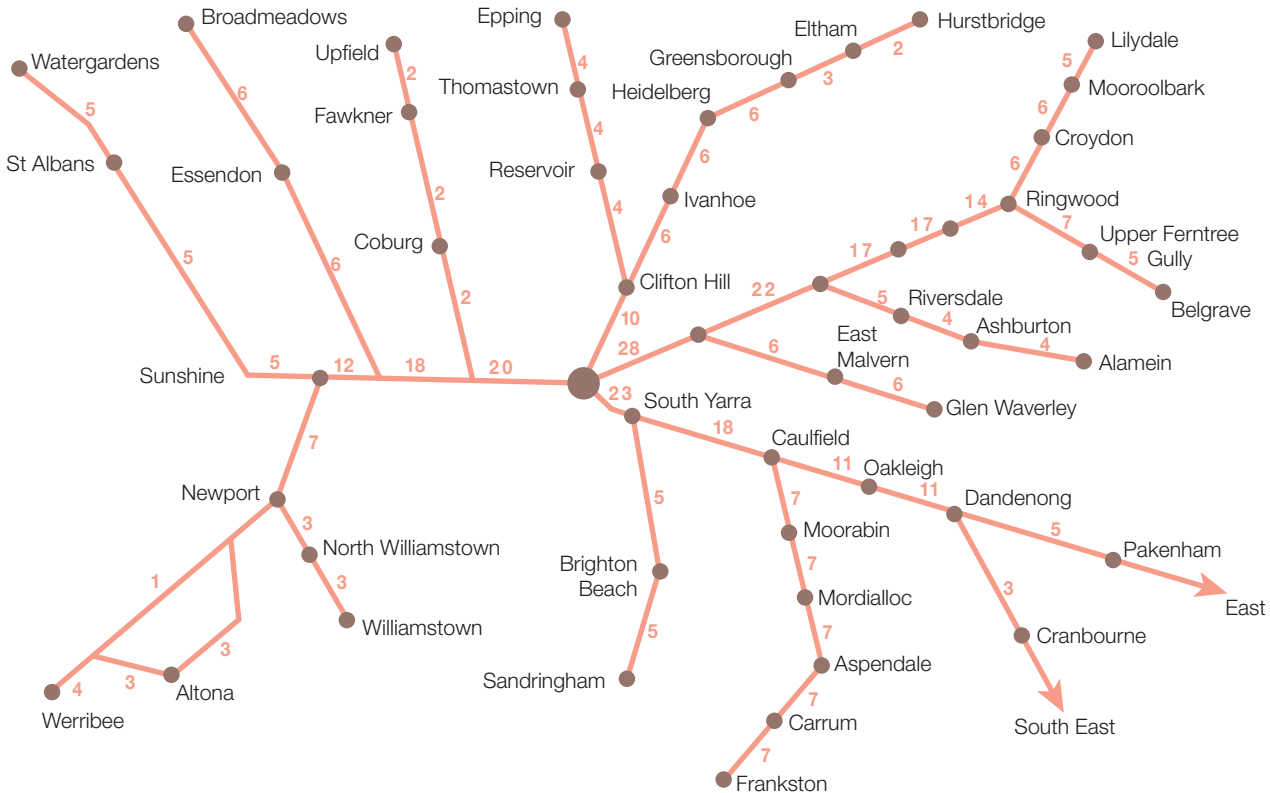 Broadmeadows
Epping
Hurstbridge
Eltham
Upfield
Greensborough
Lilydale
Watergardens
5
2
4
3
2
5
Thomastown
Heidelberg
Mooroolbark
6
Fawkner
6
6
5
4
Croydon
St Albans
Essendon
Reservoir
6
6
2
Ivanhoe
14
Ringwood
4
17
7
Upper Ferntree
Gully
Coburg
6
17
5
5
6
2
Clifton Hill
22
5
Riversdale
Belgrave
10
4
Ashburton
28
East
Malvern
6
4
Alamein
Sunshine
5
12
18
20
6
23
South Yarra
Glen Waverley
18
Caulfield
7
11
Oakleigh
Newport
5
7
11
Dandenong
3
5
North Williamstown
Moorabin
Pakenham
1
3
Brighton
Beach
7
3
East
Mordialloc
Williamstown
7
Cranbourne
3
5
Aspendale
4
3
Altona
Sandringham
7
Werribee
Carrum
South East
7
Frankston